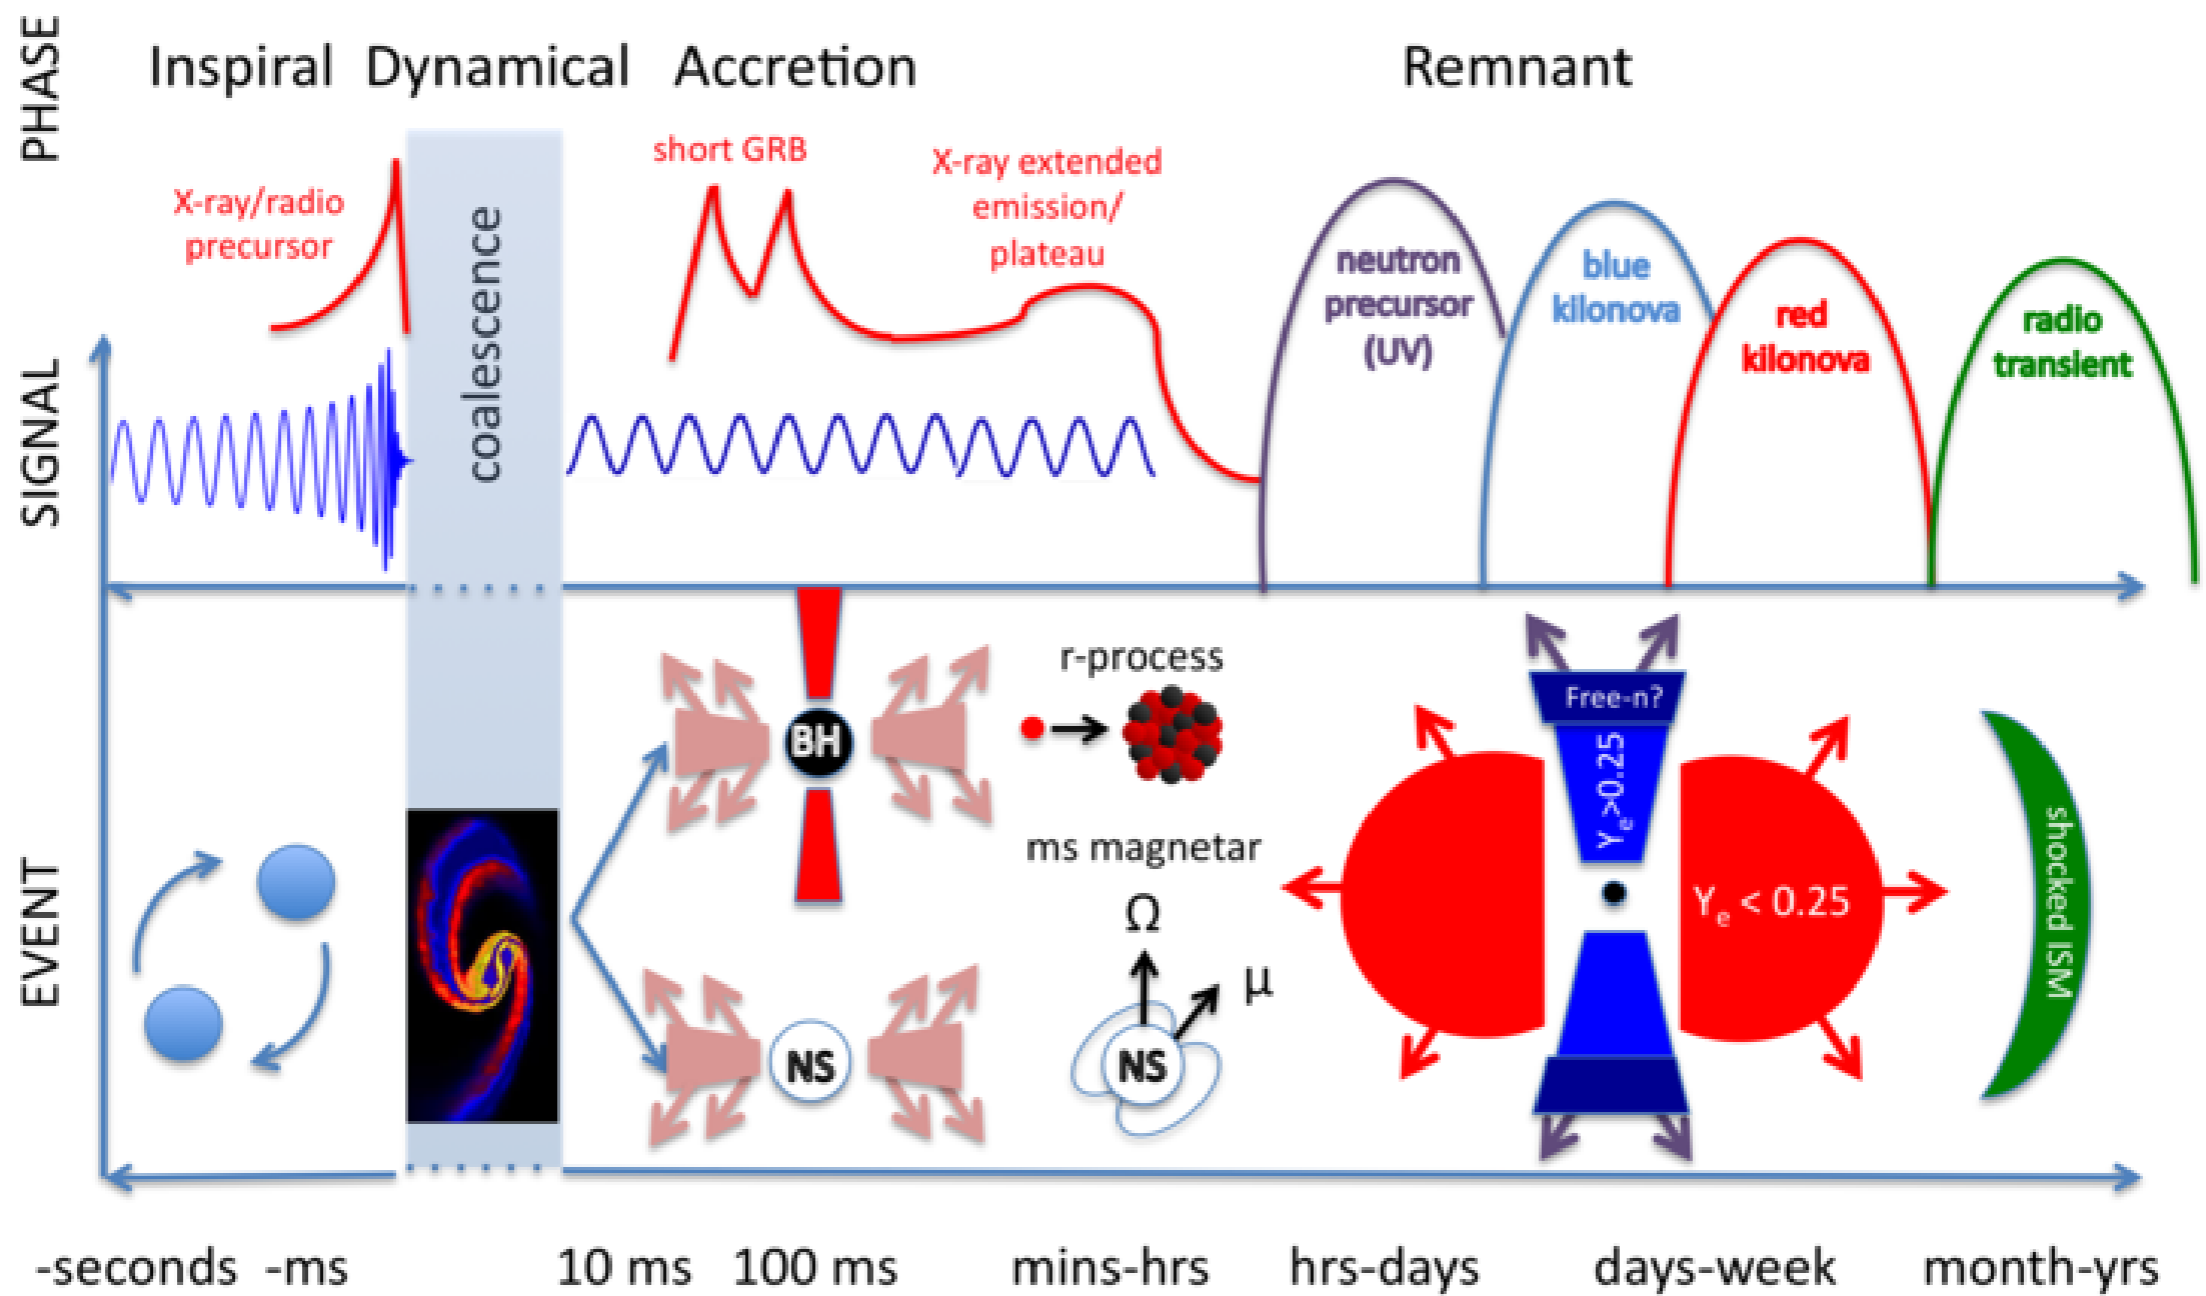 PHASE
Inspiral Dynamical Accretion Remnant
SIGNAL
X-ray/radio
precursor
coalescence
short GRB
X-ray extended
emission/
plateau
neutron
precursor
(UV)
blue
kilonova
red
kilonova
radio
transient
EVENT
BH
NS
r-process
ms magnetar
Ω
μ
NS
Free-n?
Ye >0.25
Ye < 0.25
shocked ISM
-seconds -ms 10 ms 100 ms mins-hrs hrs-days days-week month-yrs